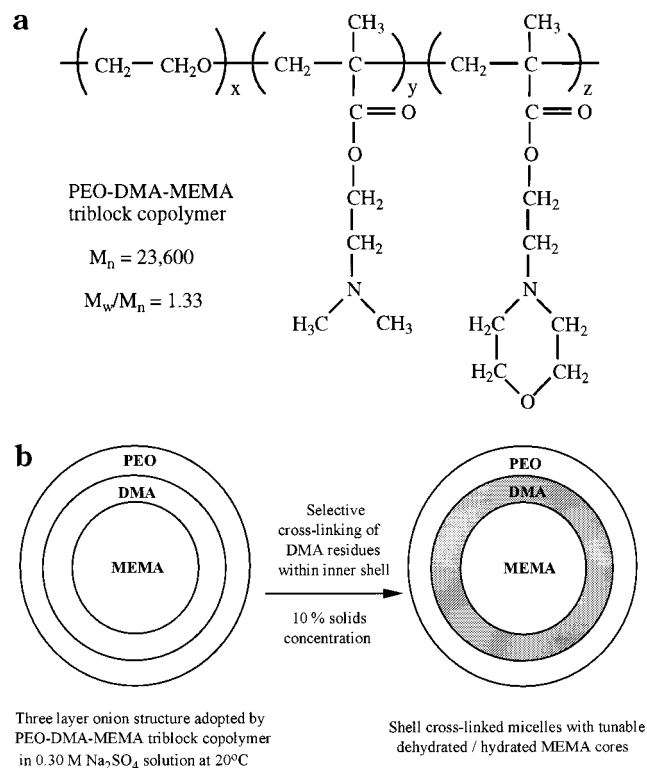 a
CH3 CH3
CH2 CH2O x CH2 C y CH2 C z
C O C O
O O
PEO-DMA-MEMA
triblock copolymer
CH2 CH2
CH2 CH2
Mn = 23,600
N N
Mw/Mn = 1.33
H3C CH3 H2C CH2
H2C CH2
O
b
PEO PEO
DMA DMA
MEMA MEMA
Selective
cross-linking of
DMA residues
within inner shell
10 % solids
concentration
Three layer onion structure adopted by
PEO-DMA-MEMA triblock copolymer
in 0.30 M Na2SO4 solution at 20°C
Shell cross-linked micelles with tunable
dehydrated / hydrated MEMA cores